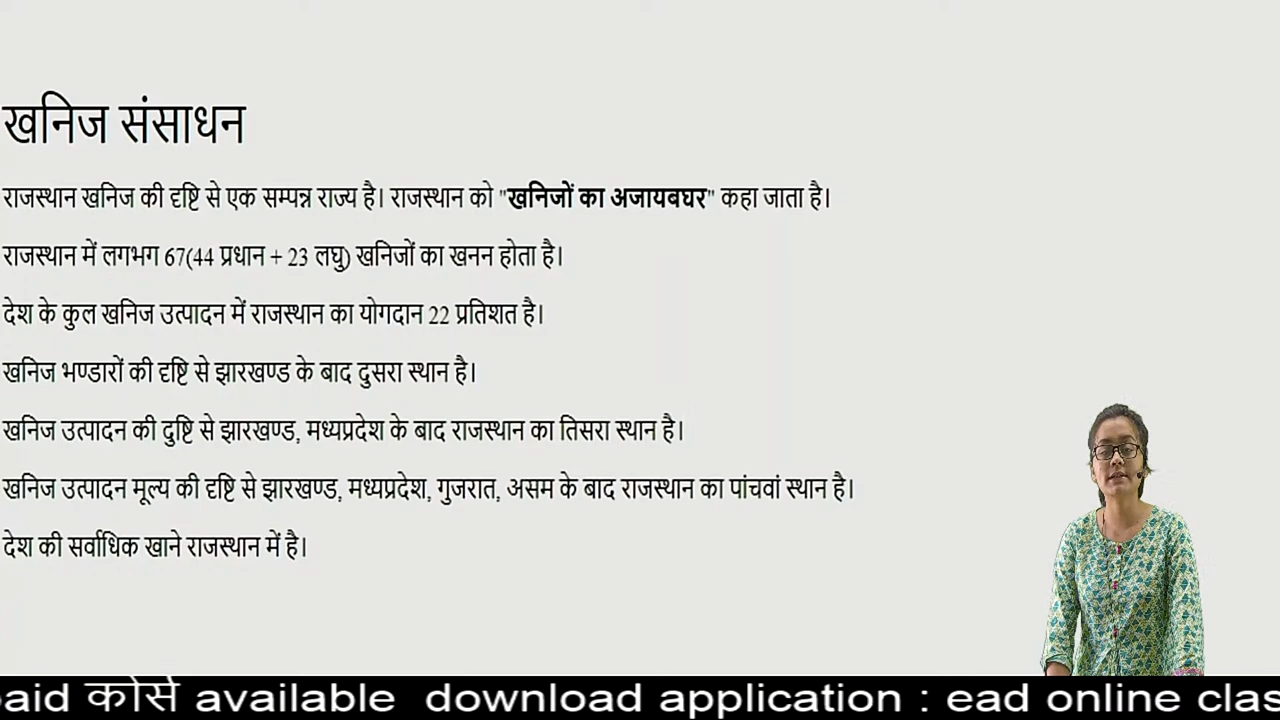 खनिज संसाधन
राजस्थान खनिज की दृष्टि से एक सम्पन्न राज्य है। राजस्थान को "खनिजों का अजायबघर" कहा जाता है।
राजस्थान में लगभग 67(44 प्रधान + 23 लघु) खनिजों का खनन होता है।
देश के कुल खनिज उत्पादन में राजस्थान का योगदान 22 प्रतिशत है।
खनिज भण्डारों की दृष्टि से झारखण्ड के बाद दुसरा स्थान है।
खनिज उत्पादन की दुष्टि से झारखण्ड, मध्यप्रदेश के बाद राजस्थान का तिसरा स्थान है।
खनिज उत्पादन मूल्य की दृष्टि से झारखण्ड, मध्यप्रदेश, गुजरात, असम के बाद राजस्थान का पांचवां स्थान है।
देश की सर्वाधिक खाने राजस्थान में है।
paid कोर्स available download application : ead online clas